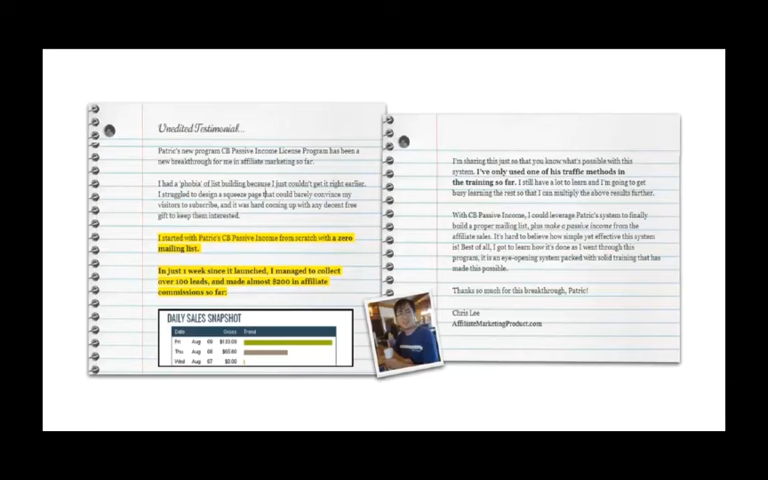 Unedited Testimonial...
Patric's new program CB Passive Income License Program has been a
new breakthrough for me in affiliate marketing so far.
I had a 'phobia' of list building because I just couldn't get it right earlier.
I struggled to design a squeeze page that could barely convince my
visitors to subscribe, and it was hard coming up with any decent free
gift to keep them interested.
I started with Patric's CB Passive Income from scratch with a zero
mailing list.
In just 1 week since it launched, I managed to collect
over 100 leads, and made almost $200 in affiliate
commissions so far:
DAILY SALES SNAPSHOT
Date Gross Trend
Fri Aug 09
Thu Aug 08
Wed Aug 07 $0.00
I'm sharing this just so that you know what's possible with this
system. I've only used one of his traffic methods in
the training so far. I still have a lot to learn and I'm going to get
busy learning the rest so that I can multiply the above results further.
With CB Passive Income, I could leverage Patric's system to finally
build a proper mailing list, plus make a passive income from the
affiliate sales. It's hard to believe how simple yet effective this system
is! Best of all, I got to learn how it's done as I went through this
program, it is an eye-opening system packed with solid training that has
made this possible.
Thanks so much for this breakthrough, Patric!
Chris Lee
AffiliateMarketingProduct.com